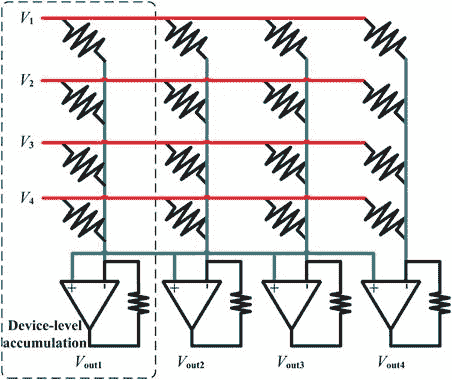 V1
V2
V3
V4
+
+
+
+
Device-level
accumulation
Vout1
Vout2
Vout3
Vout4